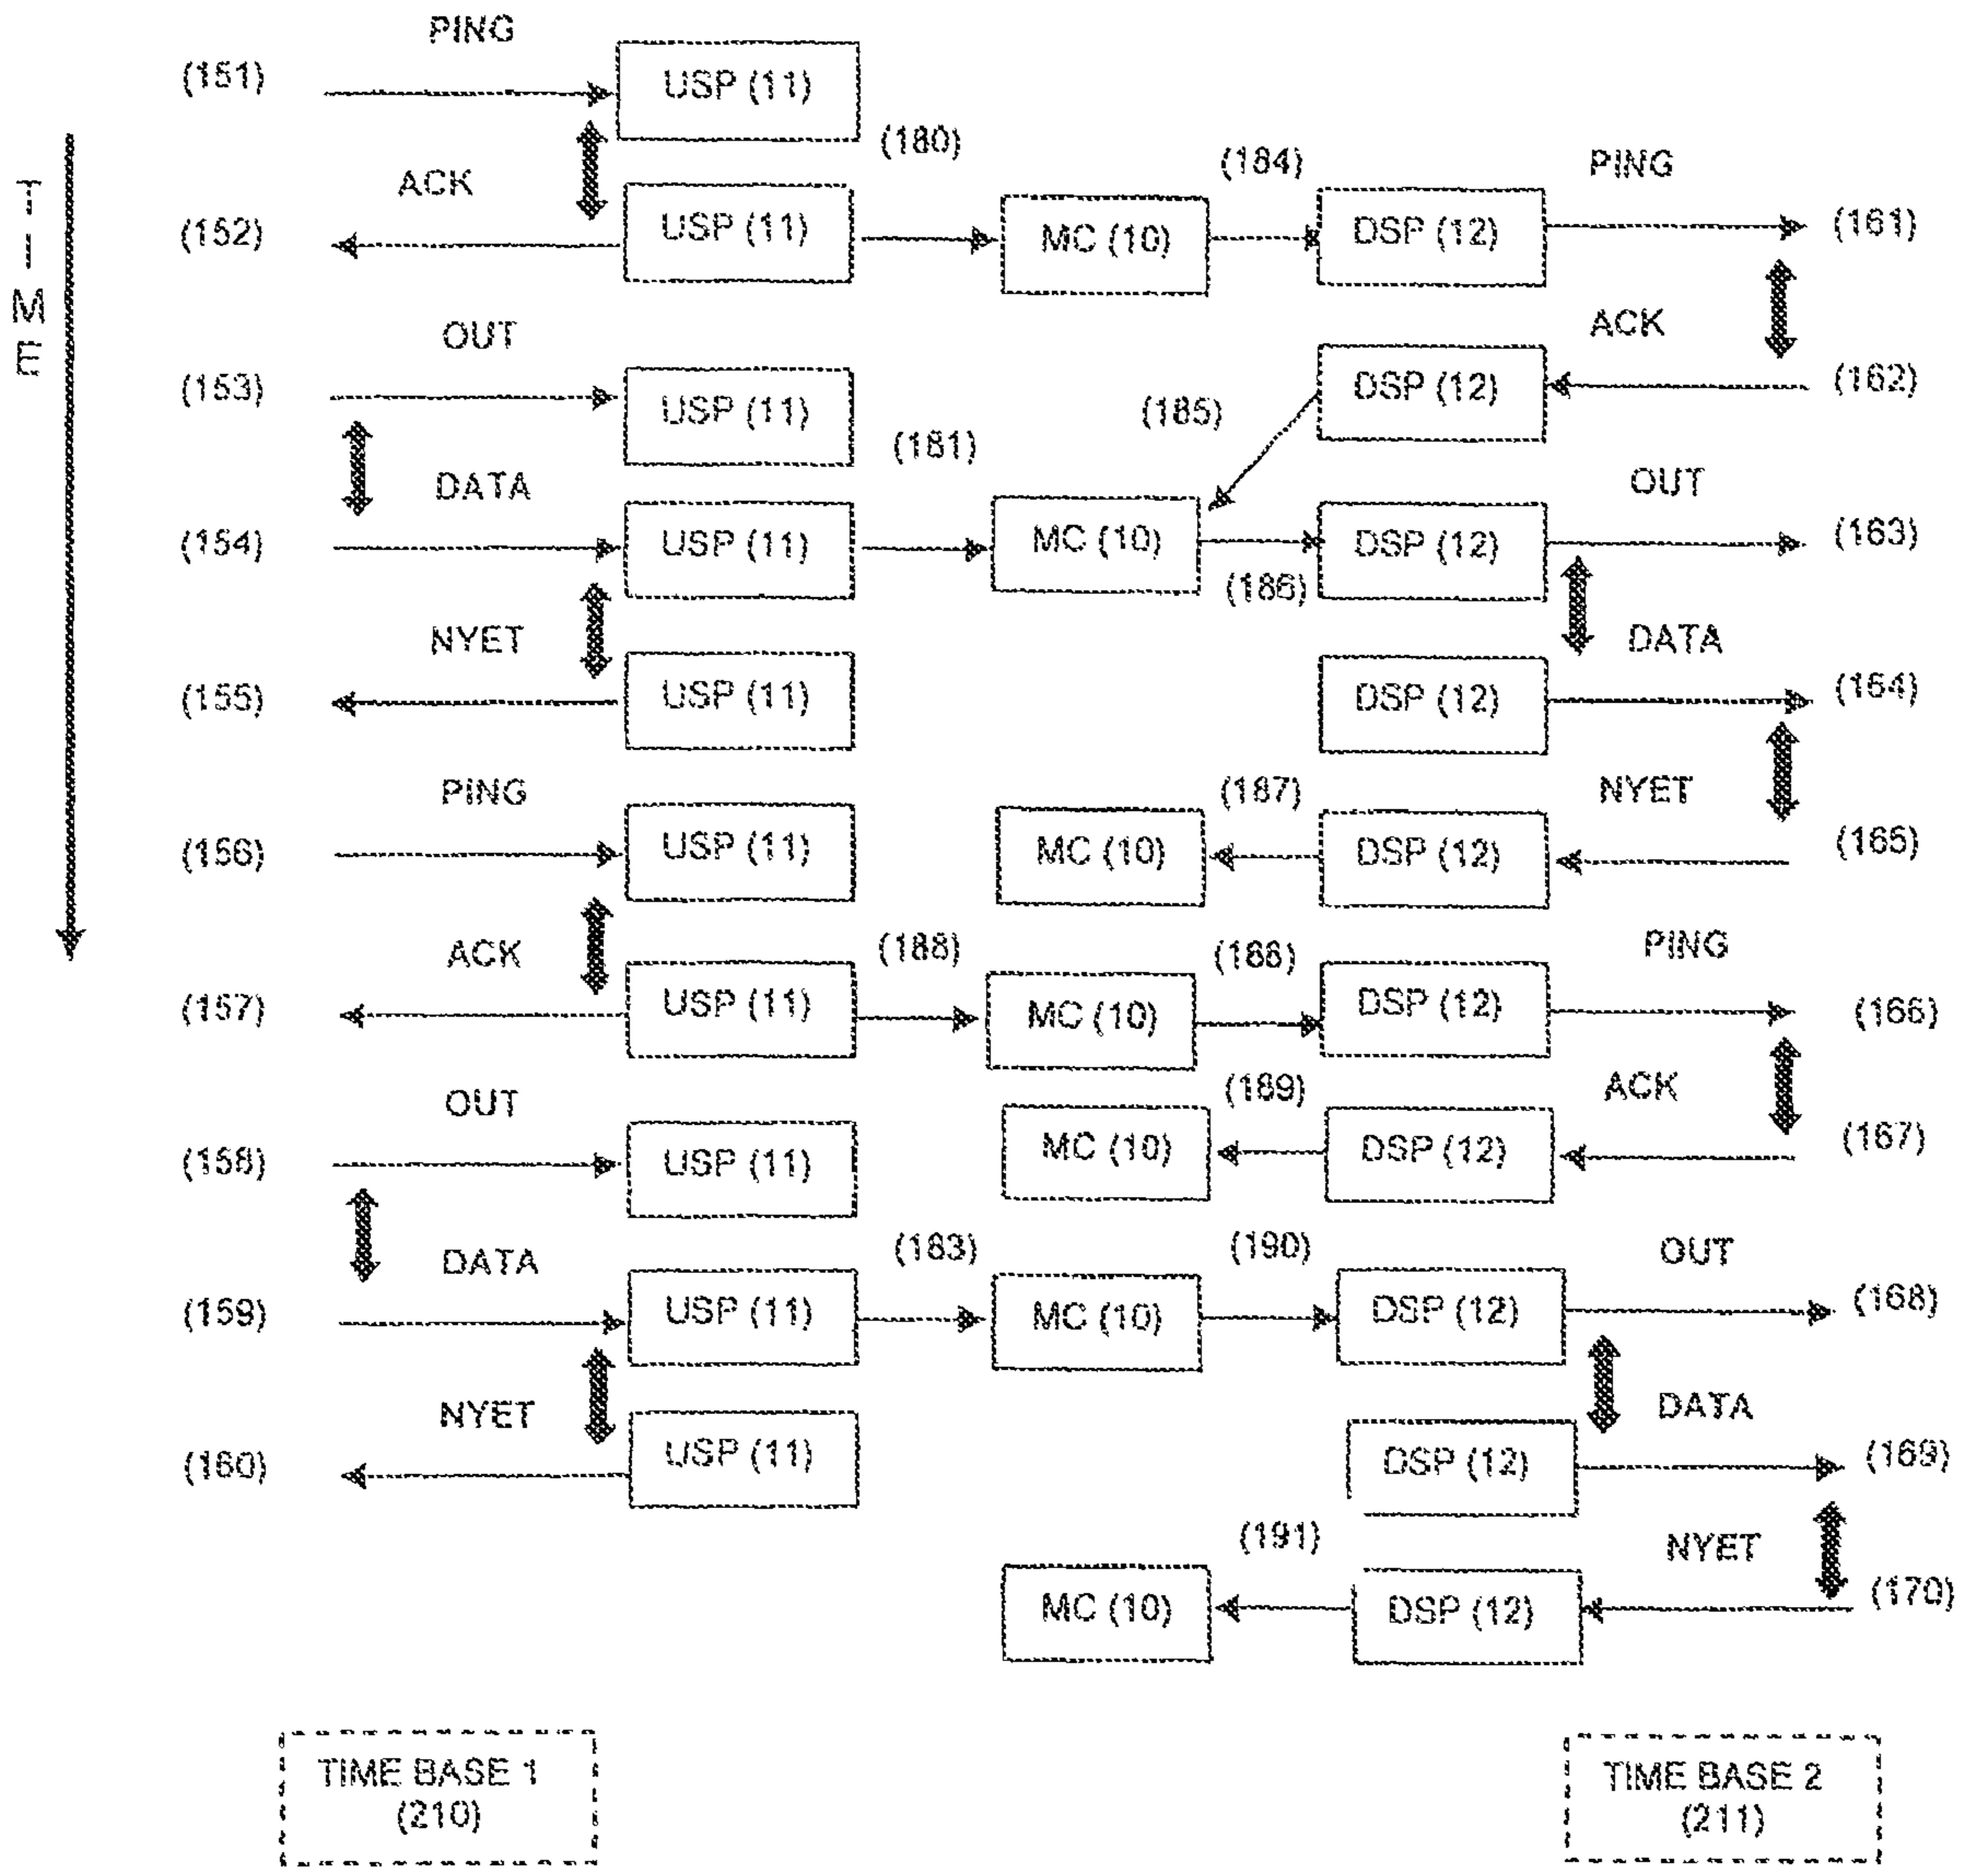 PING
(151)
USP (11)
(180)
ACK
(184)
PING
(152)
USP (11)
MC (10)
DSP (12)
(161)
TIME
OUT
ACK
(153)
USP (11)
DSP (12)
(162)
(185)
(181)
DATA
OUT
(154)
USP (11)
MC (10)
DSP (12)
(163)
(186)
NYET
DATA
(155)
USP (11)
DSP (12)
(164)
PING
(187)
NYET
(156)
USP (11)
MC (10)
DSP (12)
(165)
ACK
(188)
(188)
PING
(157)
USP (11)
MC (10)
DSP (12)
(166)
OUT
(189)
ACK
(158)
USP (11)
MC (10)
DSP (12)
(167)
DATA
(183)
(190)
OUT
(159)
USP (11)
MC (10)
DSP (12)
(168)
NYET
DATA
(160)
USP (11)
DSP (12)
(169)
(191)
NYET
MC (10)
DSP (12)
(170)
TIME BASE 1
(210)
TIME BASE 2
(211)